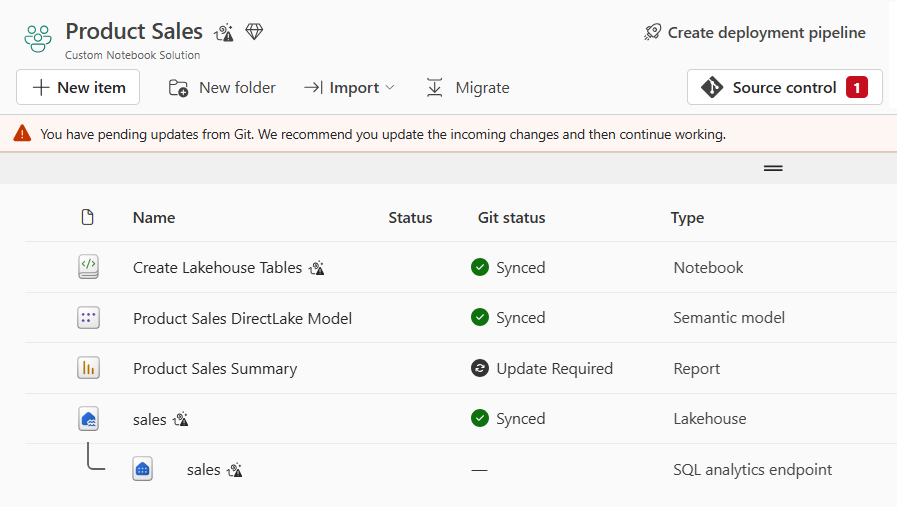 Product Sales
Custom Notebook Solution
Create deployment pipeline
New item
New folder
Import
Migrate
Source control 1
You have pending updates from Git. We recommend you update the incoming changes and then continue working.
Name Status Git status Type
Create Lakehouse Tables Synced Notebook
Product Sales DirectLake Model Synced Semantic model
Product Sales Summary Update Required Report
sales Synced Lakehouse
sales — SQL analytics endpoint